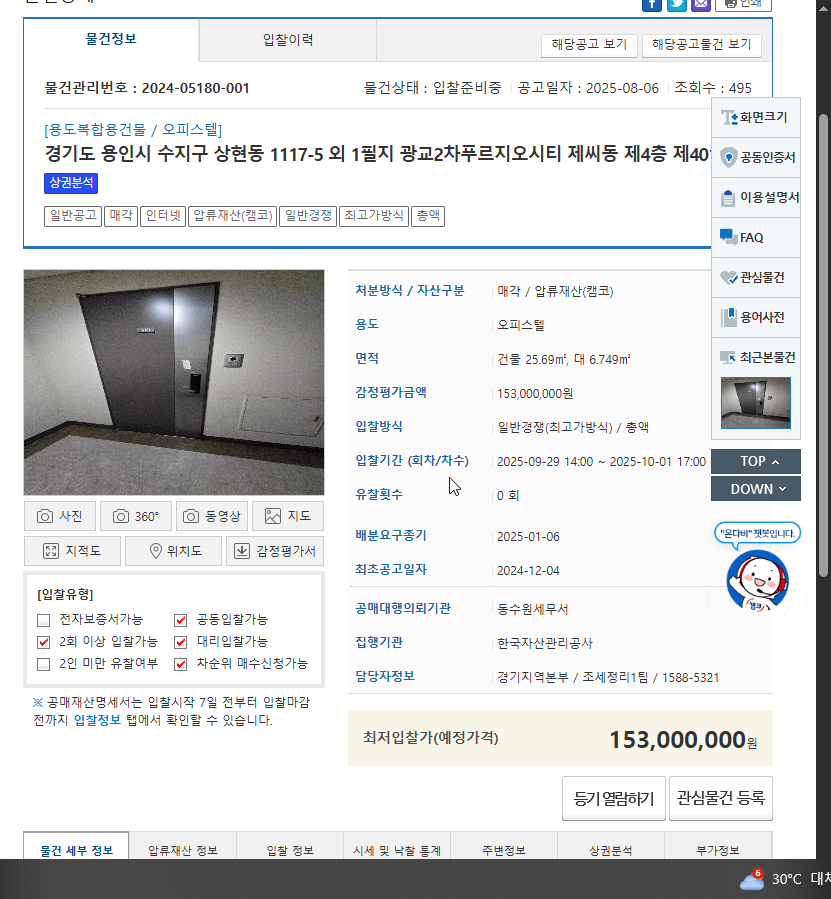 인쇄
물건정보
입찰이력
해당공고 보기
해당공고물건 보기
물건관리번호 : 2024-05180-001
물건상태 : 입찰준비중
공고일자 : 2025-08-06
조회수 : 495
[용도복합용건물 / 오피스텔]
경기도 용인시 수지구 상현동 1117-5 외 1필지 광교2차푸르지오시티 제씨동 제4층 제40
상권분석
일반공고
매각
인터넷
압류재산(캠코)
일반경쟁
최고가방식
총액
화면크기
공동인증서
이용설명서
FAQ
관심물건
용어사전
최근본물건
TOP
DOWN
"온다비" 챗봇입니다.
캠코
처분방식 / 자산구분 매각 / 압류재산(캠코)
용도 오피스텔
면적 건물 25.69㎡, 대 6.749㎡
감정평가금액 153,000,000원
입찰방식 일반경쟁(최고가방식) / 총액
입찰기간 (회차/차수) 2025-09-29 14:00 ~ 2025-10-01 17:00
유찰횟수 0 회
배분요구종기 2025-01-06
최초공고일자 2024-12-04
공매대행의뢰기관 동수원세무서
집행기관 한국자산관리공사
담당자정보 경기지역본부 / 조세정리1팀 / 1588-5321
사진
360°
동영상
지도
지적도
위치도
감정평가서
[입찰유형]
전자보증서가능 공동입찰가능
2회 이상 입찰가능 대리입찰가능
2인 미만 유찰여부 차순위 매수신청가능
※ 공매재산명세서는 입찰시작 7일 전부터 입찰마감
전까지 입찰정보 탭에서 확인할 수 있습니다.
최저입찰가(예정가격) 153,000,000원
등기 열람하기
관심물건 등록
물건 세부 정보
압류재산 정보
입찰 정보
시세 및 낙찰 통계
주변정보
상권분석
부가정보
6
30°C 대체